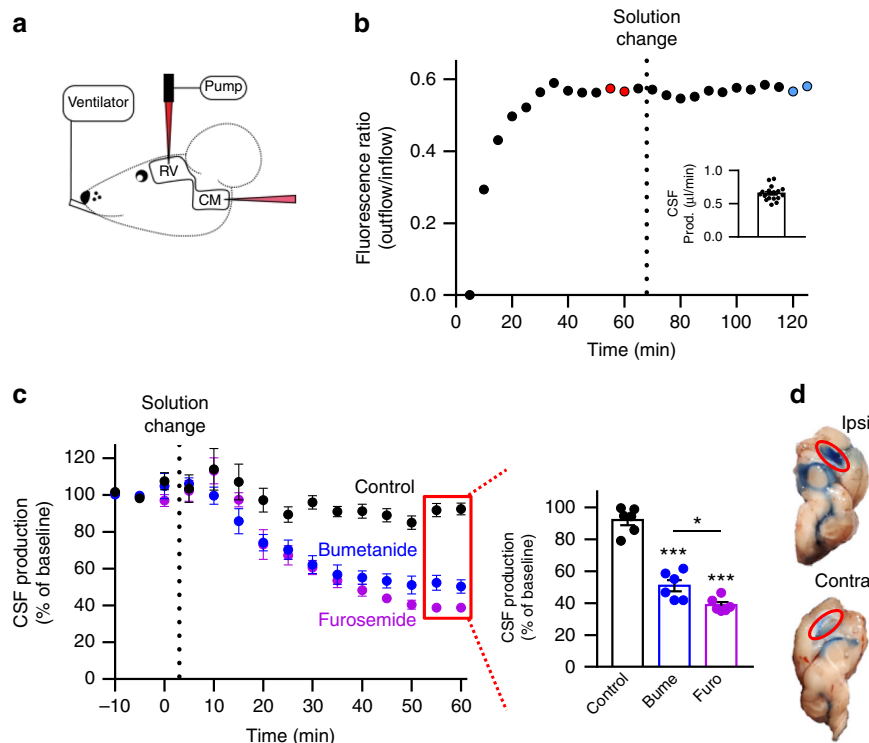 a
Ventilator
Pump
RV
CM
b
Solution
change
Fluorescence ratio
(outflow/inflow)
0.6
0.4
0.2
0.0
0
20
40
60
80
100
120
Time (min)
CSF
Prod. (µl/min)
1.0
0.5
0.0
c
Solution
change
CSF production
(% of baseline)
120
100
80
60
40
20
0
–10
0
10
20
30
40
50
60
Time (min)
Control
Bumetanide
Furosemide
CSF production
(% of baseline)
100
80
60
40
20
0
***
*
***
Control
Bume
Furo
d
Ipsi
Contra